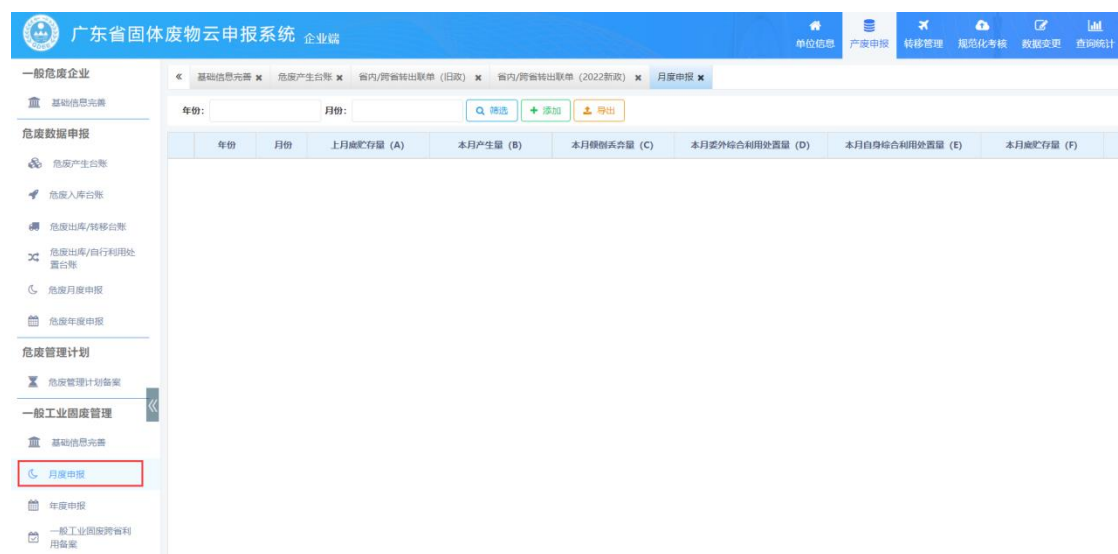 广东省固体废物云申报系统 企业端
单位信息 产废申报 转移管理 规范化考核 数据变更 查询统计
一般危废企业
基础信息完善
危废数据申报
危废产生台账
危废入库台账
危废出库/转移台账
危废出库/自行利用处
置台账
危废月度申报
危废年度申报
危废管理计划
危废管理计划备案
一般工业固废管理
基础信息完善
月度申报
年度申报
一般工业固废跨省利
用备案
« 基础信息完善 × 危废产生台账 × 省内/跨省转出联单（旧政） × 省内/跨省转出联单（2022新政） × 月度申报 ×
年份： 月份： 筛选 + 添加 导出
年份 月份 上月底贮存量（A） 本月产生量（B） 本月倾倒丢弃量（C） 本月委外综合利用处置量（D） 本月自身综合利用处置量（E） 本月底贮存量（F）